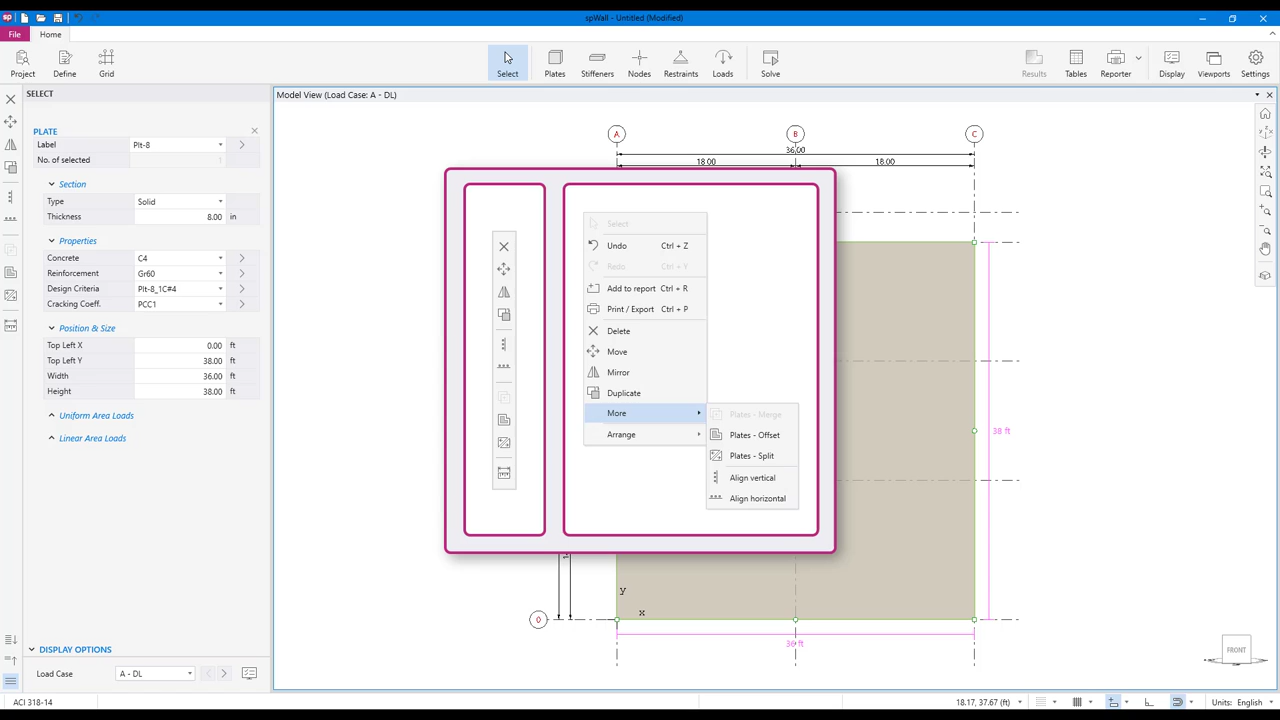 sp
spWall - Untitled (Modified)
File
Home
Project
Define
Grid
Select
Plates
Stiffeners
Nodes
Restraints
Loads
Solve
Results
Tables
Reporter
Display
Viewports
Settings
SELECT
PLATE
Label
Plt-8
No. of selected
1
Section
Type
Solid
Thickness
8.00
in
Properties
Concrete
C4
Reinforcement
Gr60
Design Criteria
Plt-8_1C#4
Cracking Coeff.
PCC1
Position & Size
Top Left X
0.00
ft
Top Left Y
38.00
ft
Width
36.00
ft
Height
38.00
ft
Uniform Area Loads
Linear Area Loads
DISPLAY OPTIONS
Load Case
A - DL
Model View (Load Case: A - DL)
A
B
C
36.00
18.00
18.00
Select
Undo
Ctrl + Z
Redo
Ctrl + Y
Add to report
Ctrl + R
Print / Export
Ctrl + P
Delete
Move
Mirror
Duplicate
More
Arrange
Plates - Merge
Plates - Offset
Plates - Split
Align vertical
Align horizontal
38 ft
y
x
0
36 ft
FRONT
ACI 318-14
18.17, 37.67 (ft)
Units: English